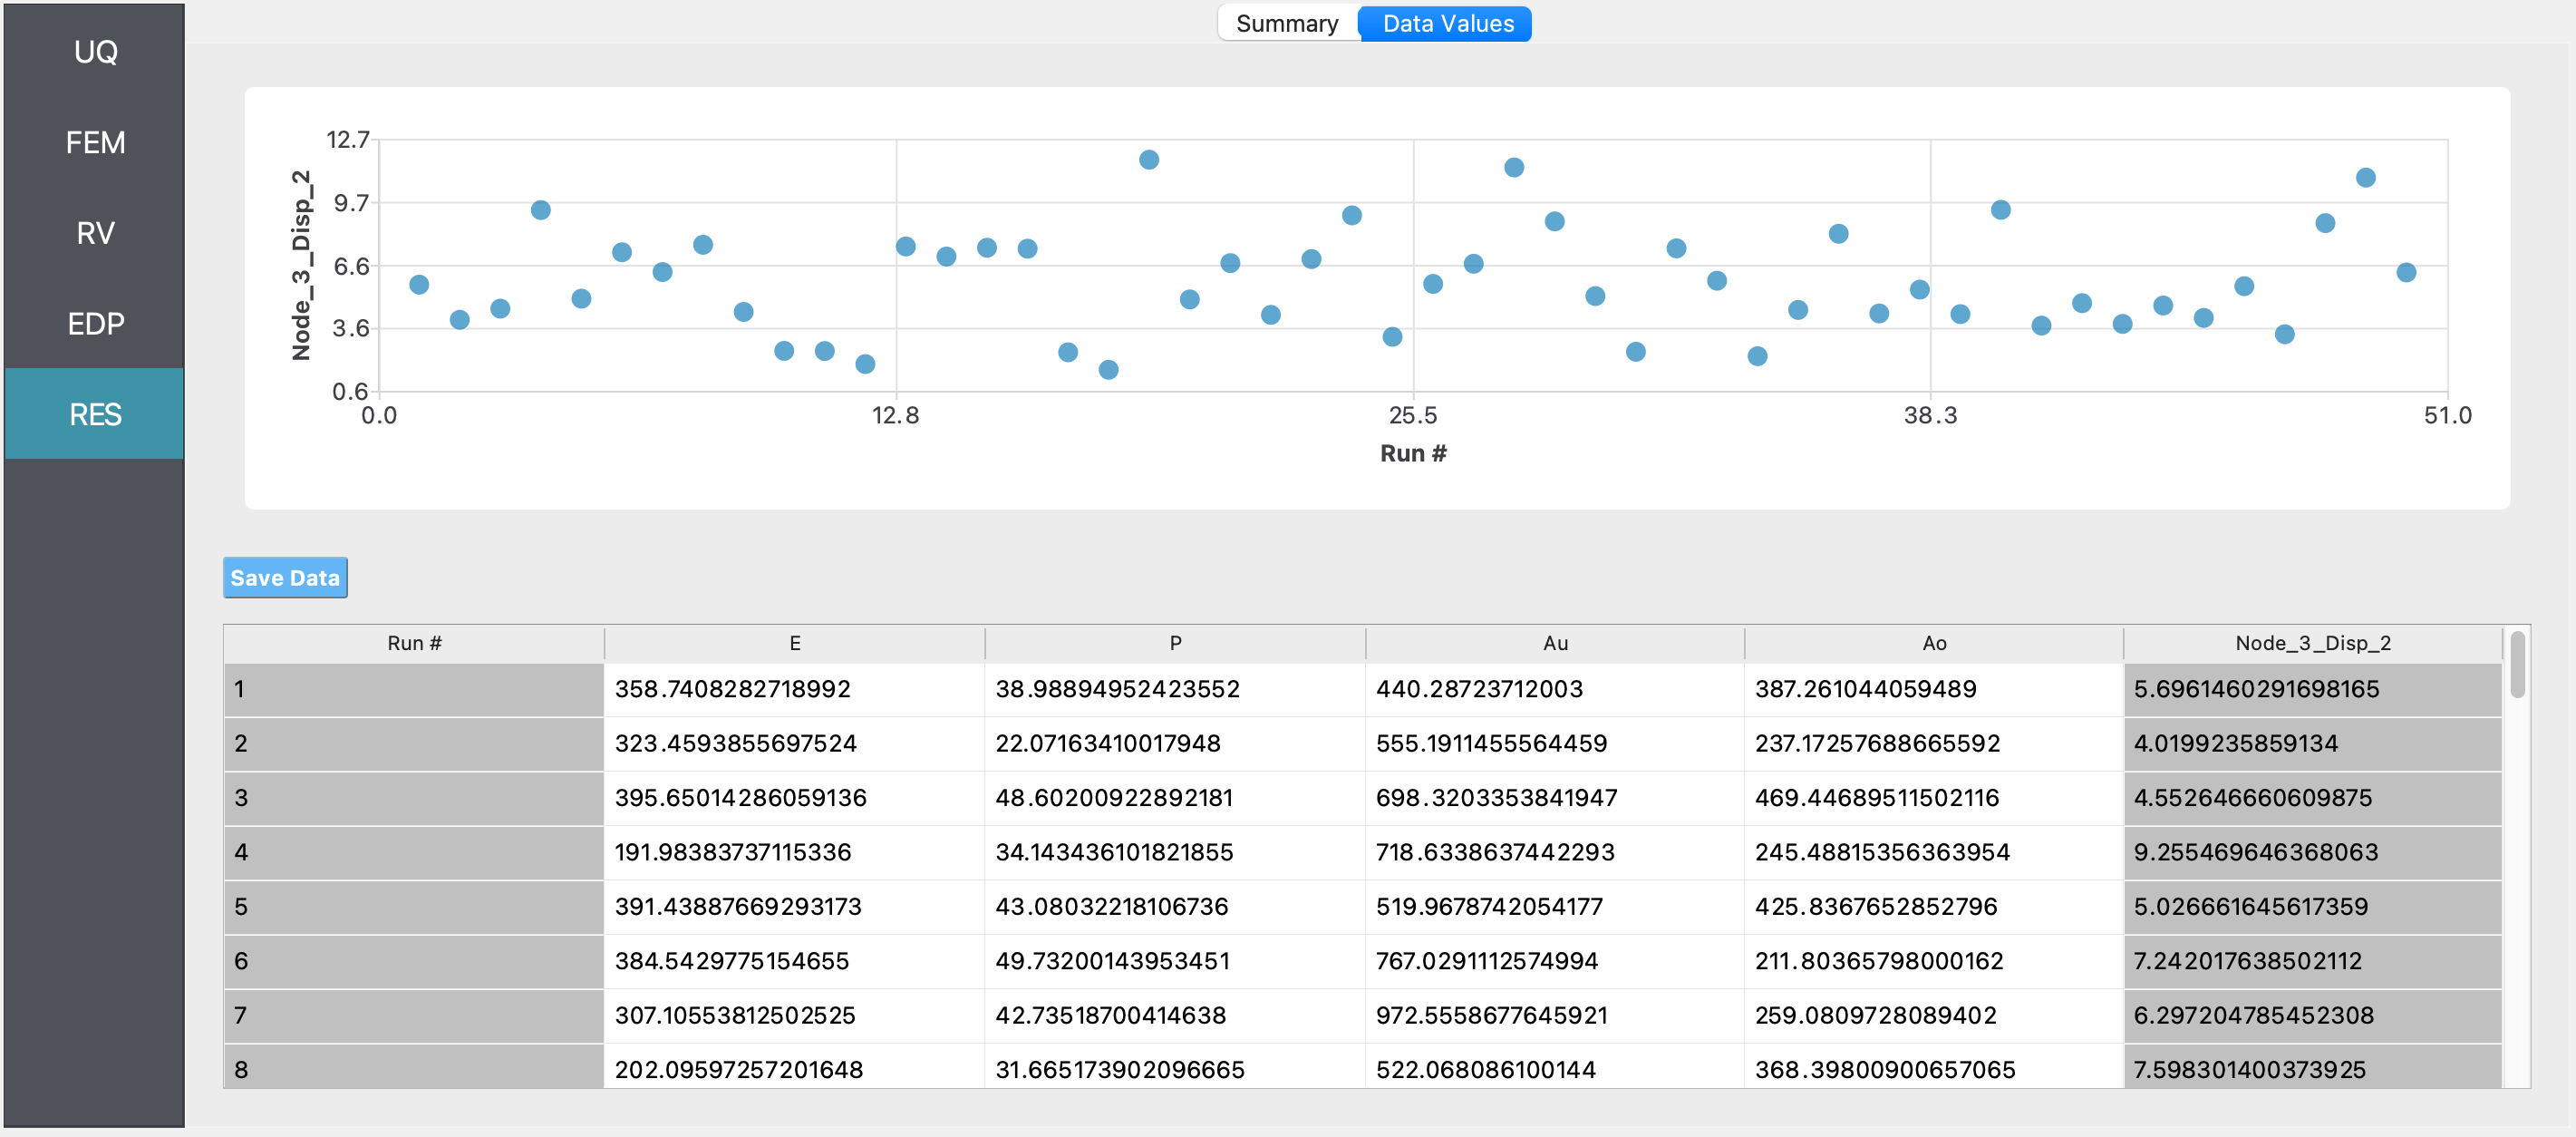 UQ
FEM
RV
EDP
RES
Summary Data Values
Node_3_Disp_2
12.7
9.7
6.6
3.6
0.6
0.0 12.8 25.5 38.3 51.0
Run #
Save Data
Run # E P Au Ao Node_3_Disp_2
1 358.7408282718992 38.98894952423552 440.28723712003 387.261044059489 5.6961460291698165
2 323.4593855697524 22.07163410017948 555.1911455564459 237.17257688665592 4.0199235859134
3 395.65014286059136 48.60200922892181 698.3203353841947 469.44689511502116 4.552646660609875
4 191.98383737115336 34.143436101821855 718.6338637442293 245.48815356363954 9.255469646368063
5 391.43887669293173 43.08032218106736 519.9678742054177 425.8367652852796 5.026661645617359
6 384.5429775154655 49.73200143953451 767.0291112574994 211.80365798000162 7.242017638502112
7 307.10553812502525 42.73518700414638 972.5558677645921 259.0809728089402 6.297204785452308
8 202.09597257201648 31.665173902096665 522.068086100144 368.39800900657065 7.598301400373925